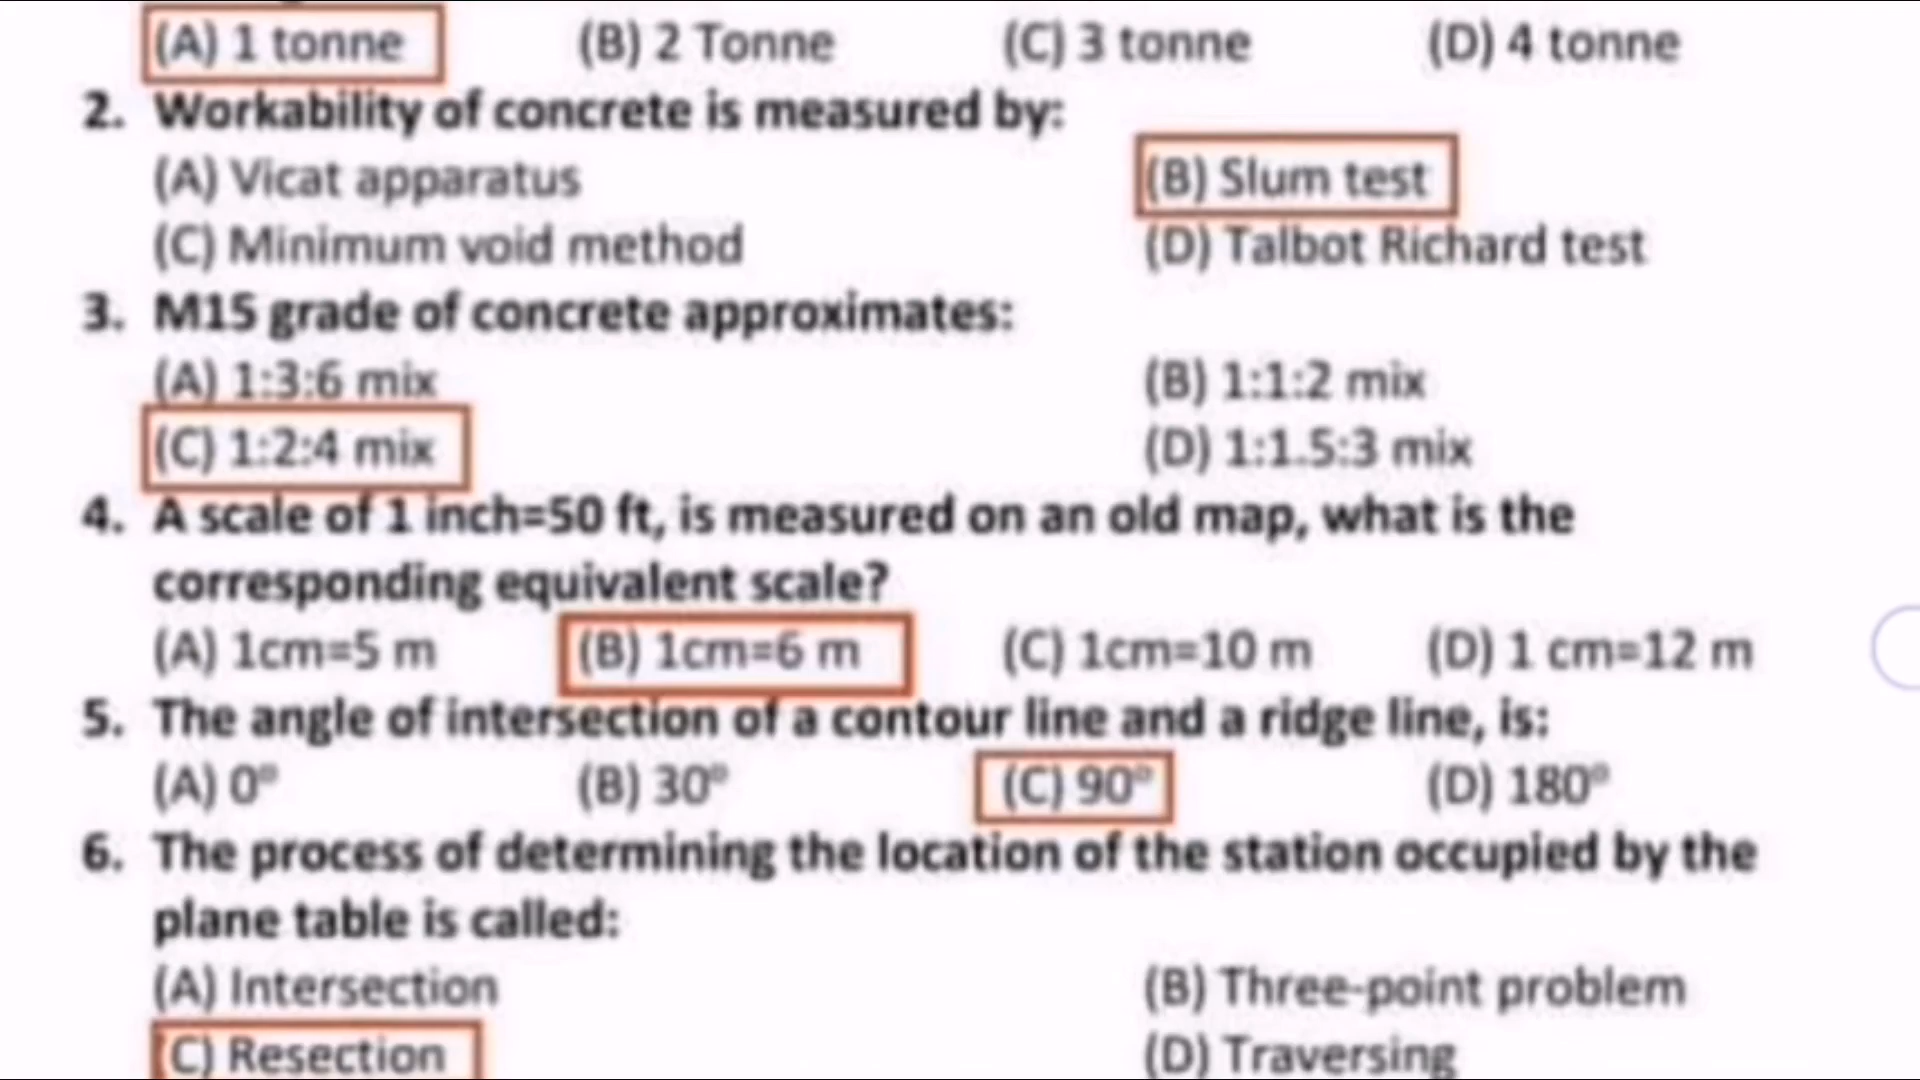 (A) 1 tonne (B) 2 Tonne (C) 3 tonne (D) 4 tonne
2. Workability of concrete is measured by:
(A) Vicat apparatus (B) Slum test
(C) Minimum void method (D) Talbot Richard test
3. M15 grade of concrete approximates:
(A) 1:3:6 mix (B) 1:1:2 mix
(C) 1:2:4 mix (D) 1:1.5:3 mix
4. A scale of 1 inch=50 ft, is measured on an old map, what is the
corresponding equivalent scale?
(A) 1cm=5 m (B) 1cm=6 m (C) 1cm=10 m (D) 1 cm=12 m
5. The angle of intersection of a contour line and a ridge line, is:
(A) 0° (B) 30° (C) 90° (D) 180°
6. The process of determining the location of the station occupied by the
plane table is called:
(A) Intersection (B) Three-point problem
(C) Resection (D) Traversing